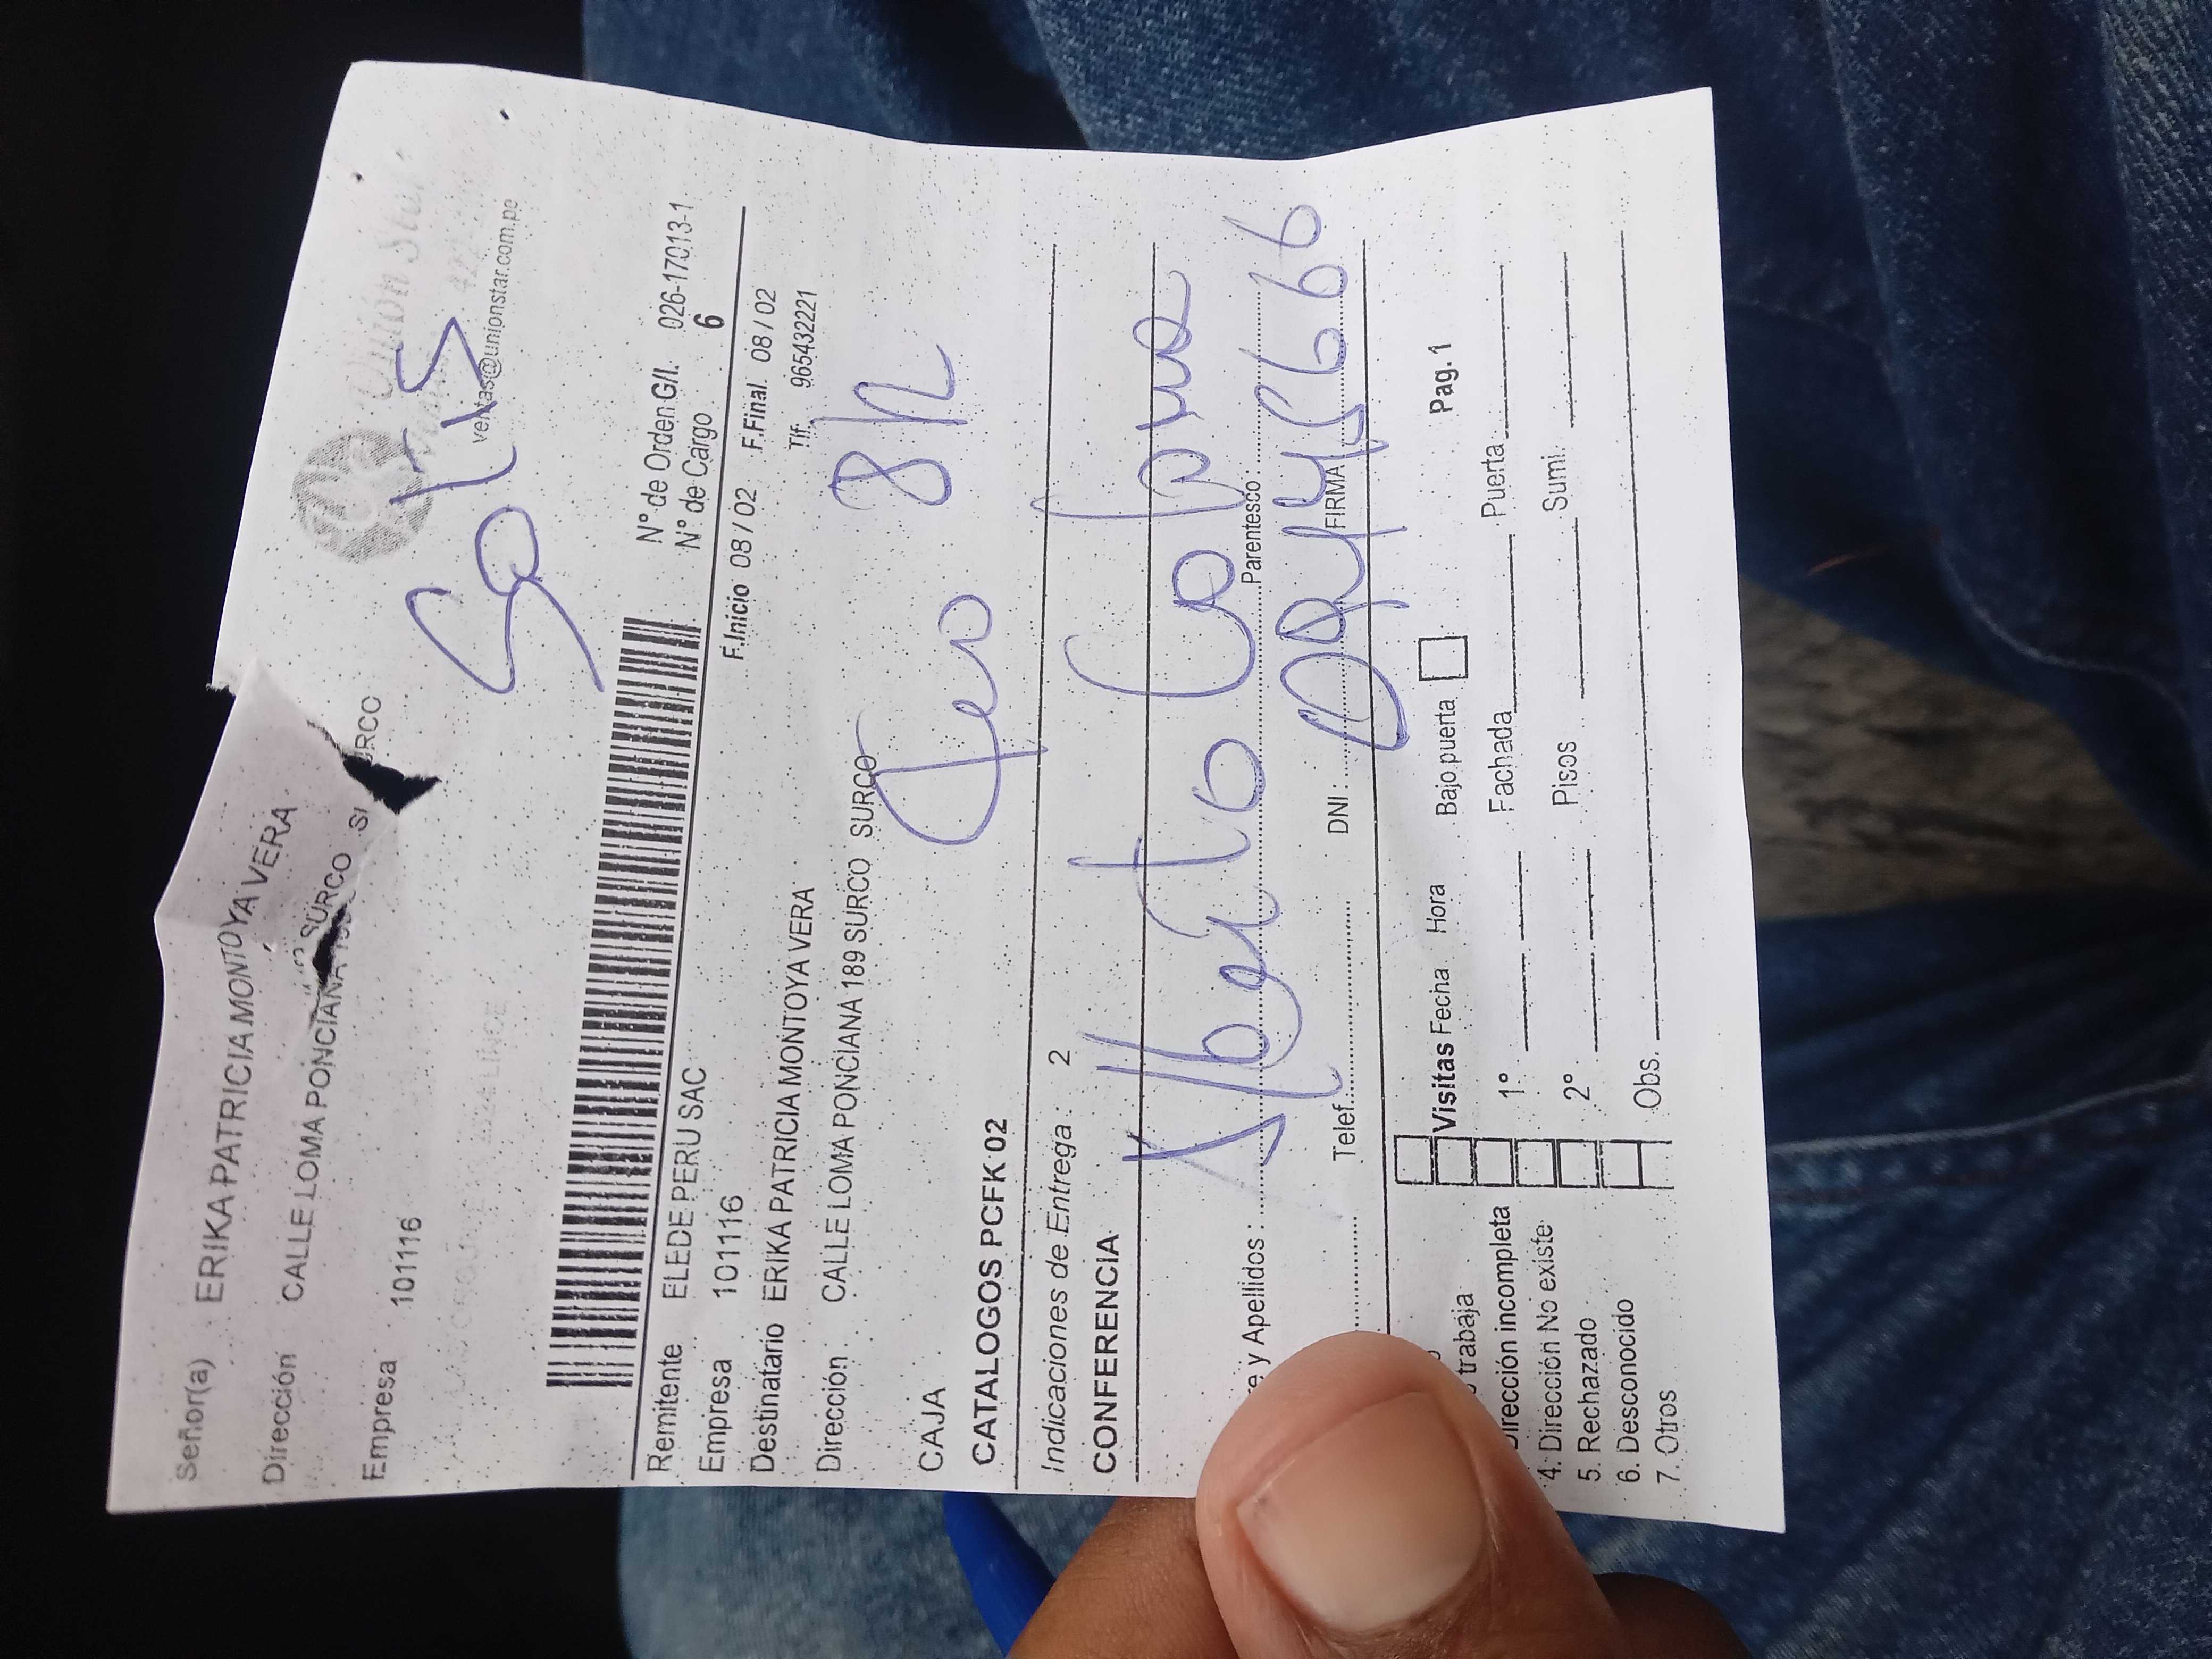 Señor(a) ERIKA PATRICIA MONTOYA VERA
Dirección CALLE LOMA PONCIANA SURCO
Empresa 101116
Unión Star
ventas@unionstar.com.pe
Solis
N° de Orden G/I. 026-17013-1
N° de Cargo 6
Remitente ELEDE PERU SAC
F.Inicio 08/02 F.Final 08/02
Empresa 101116
Tlf. 965432221
Destinatario ERIKA PATRICIA MONTOYA VERA
Dirección CALLE LOMA PONCIANA 189 SURCO SURCO
CAJA
CATALOGOS PCFK 02
Indicaciones de Entrega : 2
CONFERENCIA
y Apellidos :
Alberto
Parentesco :
Telef.
DNI :
FIRMA
trabaja
Visitas Fecha Hora Bajo puerta Pag. 1
Dirección incompleta
1° Fachada Puerta
4. Dirección No existe
5. Rechazado
2° Pisos Sumi.
6. Desconocido
7. Otros
Obs.